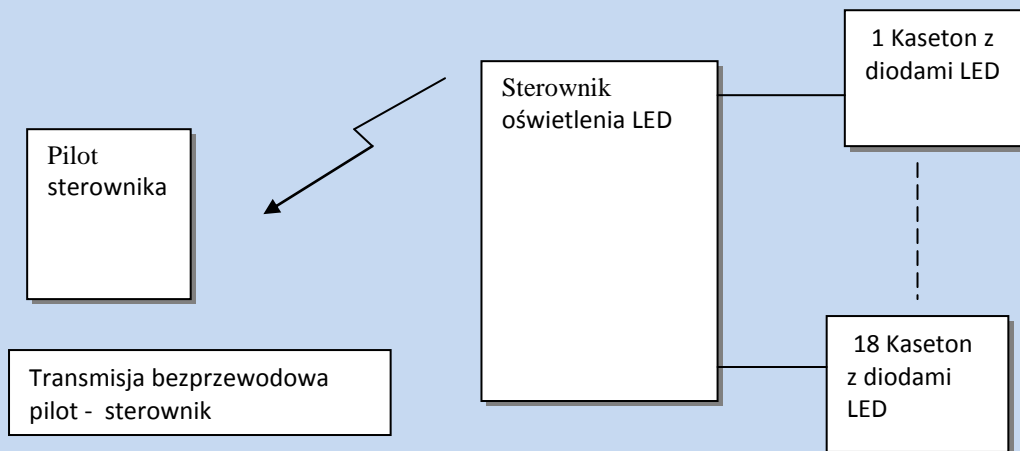 Pilot
sterownika
Transmisja bezprzewodowa
pilot - sterownik
Sterownik
oświetlenia LED
1 Kaseton z
diodami LED
18 Kaseton
z diodami
LED